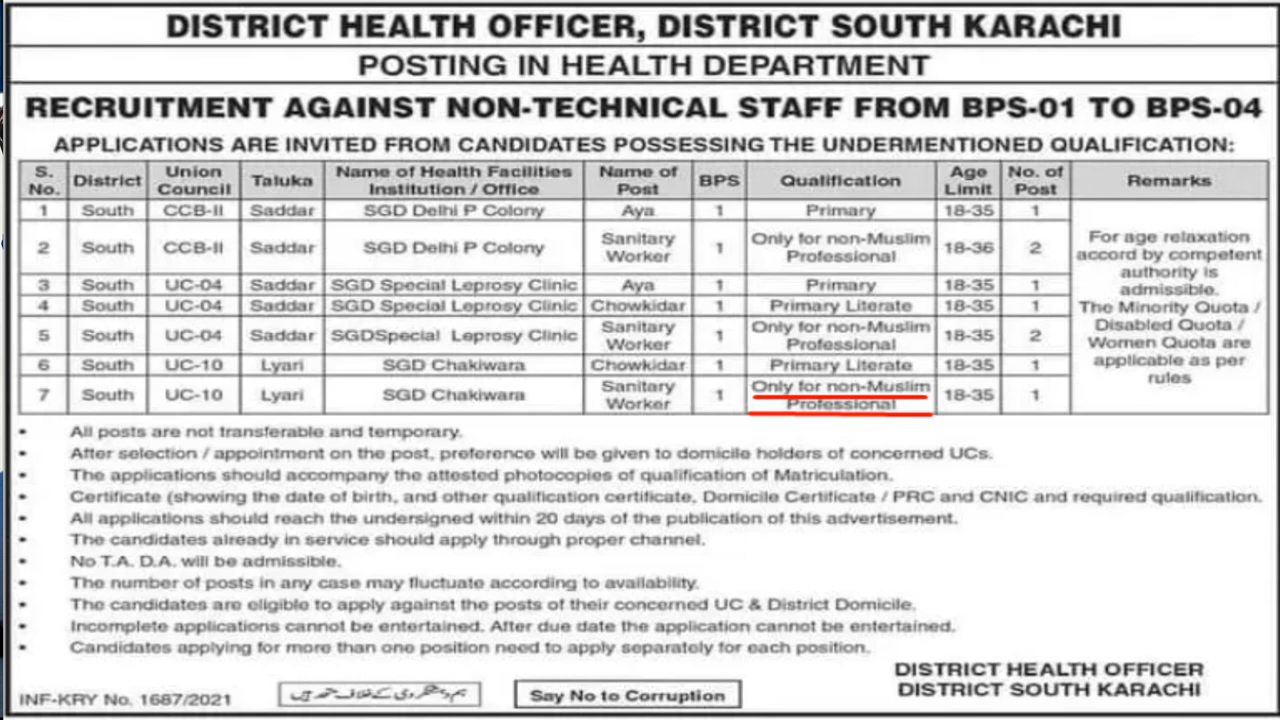 DISTRICT HEALTH OFFICER, DISTRICT SOUTH KARACHI
POSTING IN HEALTH DEPARTMENT
RECRUITMENT AGAINST NON-TECHNICAL STAFF FROM BPS-01 TO BPS-04
APPLICATIONS ARE INVITED FROM CANDIDATES POSSESSING THE UNDERMENTIONED QUALIFICATION:
S. No. District Union Council Taluka Name of Health Facilities Institution / Office Name of Post BPS Qualification Age Limit No. of Post Remarks
1 South CCB-II Saddar SGD Delhi P Colony Aya 1 Primary 18-35 1
2 South CCB-II Saddar SGD Delhi P Colony Sanitary Worker 1 Only for non-Muslim Professional 18-36 2
3 South UC-04 Saddar SGD Special Leprosy Clinic Aya 1 Primary 18-35 1
4 South UC-04 Saddar SGD Special Leprosy Clinic Chowkidar 1 Primary Literate 18-35 1
5 South UC-04 Saddar SGDSpecial Leprosy Clinic Sanitary Worker 1 Only for non-Muslim Professional 18-35 2
6 South UC-10 Lyari SGD Chakiwara Chowkidar 1 Primary Literate 18-35 1
7 South UC-10 Lyari SGD Chakiwara Sanitary Worker 1 Only for non-Muslim Professional 18-35 1
For age relaxation
accord by competent
authority is
admissible.
The Minority Quota /
Disabled Quota /
Women Quota are
applicable as per
rules
• All posts are not transferable and temporary.
• After selection / appointment on the post, preference will be given to domicile holders of concerned UCs.
• The applications should accompany the attested photocopies of qualification of Matriculation.
• Certificate (showing the date of birth, and other qualification certificate, Domicile Certificate / PRC and CNIC and required qualification.
• All applications should reach the undersigned within 20 days of the publication of this advertisement.
• The candidates already in service should apply through proper channel.
• No T.A. D.A. will be admissible.
• The number of posts in any case may fluctuate according to availability.
• The candidates are eligible to apply against the posts of their concerned UC & District Domicile.
• Incomplete applications cannot be entertained. After due date the application cannot be entertained.
• Candidates applying for more than one position need to apply separately for each position.
DISTRICT HEALTH OFFICER
DISTRICT SOUTH KARACHI
INF-KRY No. 1687/2021
Say No to Corruption